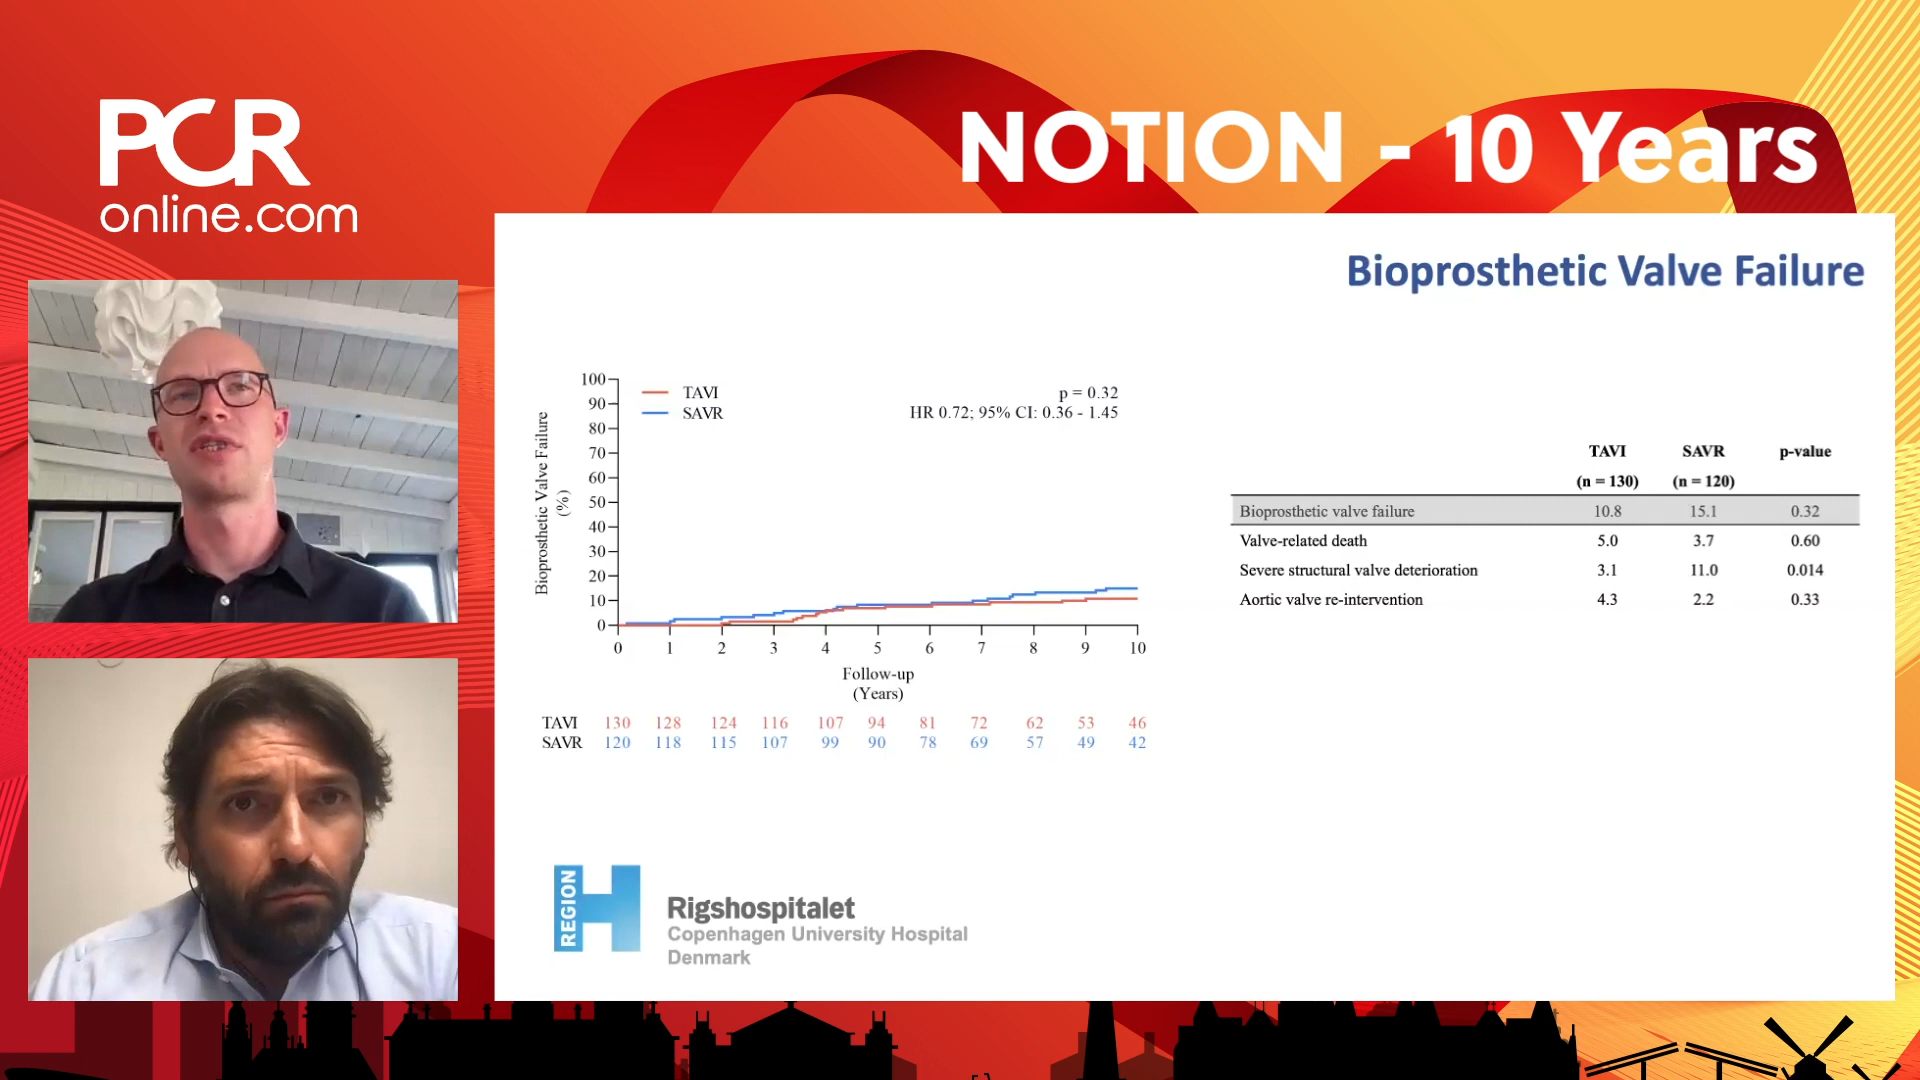 PCR
online.com
NOTION - 10 Years
Bioprosthetic Valve Failure
Bioprosthetic Valve Failure
(%)
100
90
80
70
60
50
40
30
20
10
0
TAVI
SAVR
p = 0.32
HR 0.72; 95% CI: 0.36 - 1.45
0 1 2 3 4 5 6 7 8 9 10
Follow-up
(Years)
TAVI 130 128 124 116 107 94 81 72 62 53 46
SAVR 120 118 115 107 99 90 78 69 57 49 42
TAVI SAVR p-value
(n = 130) (n = 120)
Bioprosthetic valve failure 10.8 15.1 0.32
Valve-related death 5.0 3.7 0.60
Severe structural valve deterioration 3.1 11.0 0.014
Aortic valve re-intervention 4.3 2.2 0.33
REGION H
Rigshospitalet
Copenhagen University Hospital
Denmark